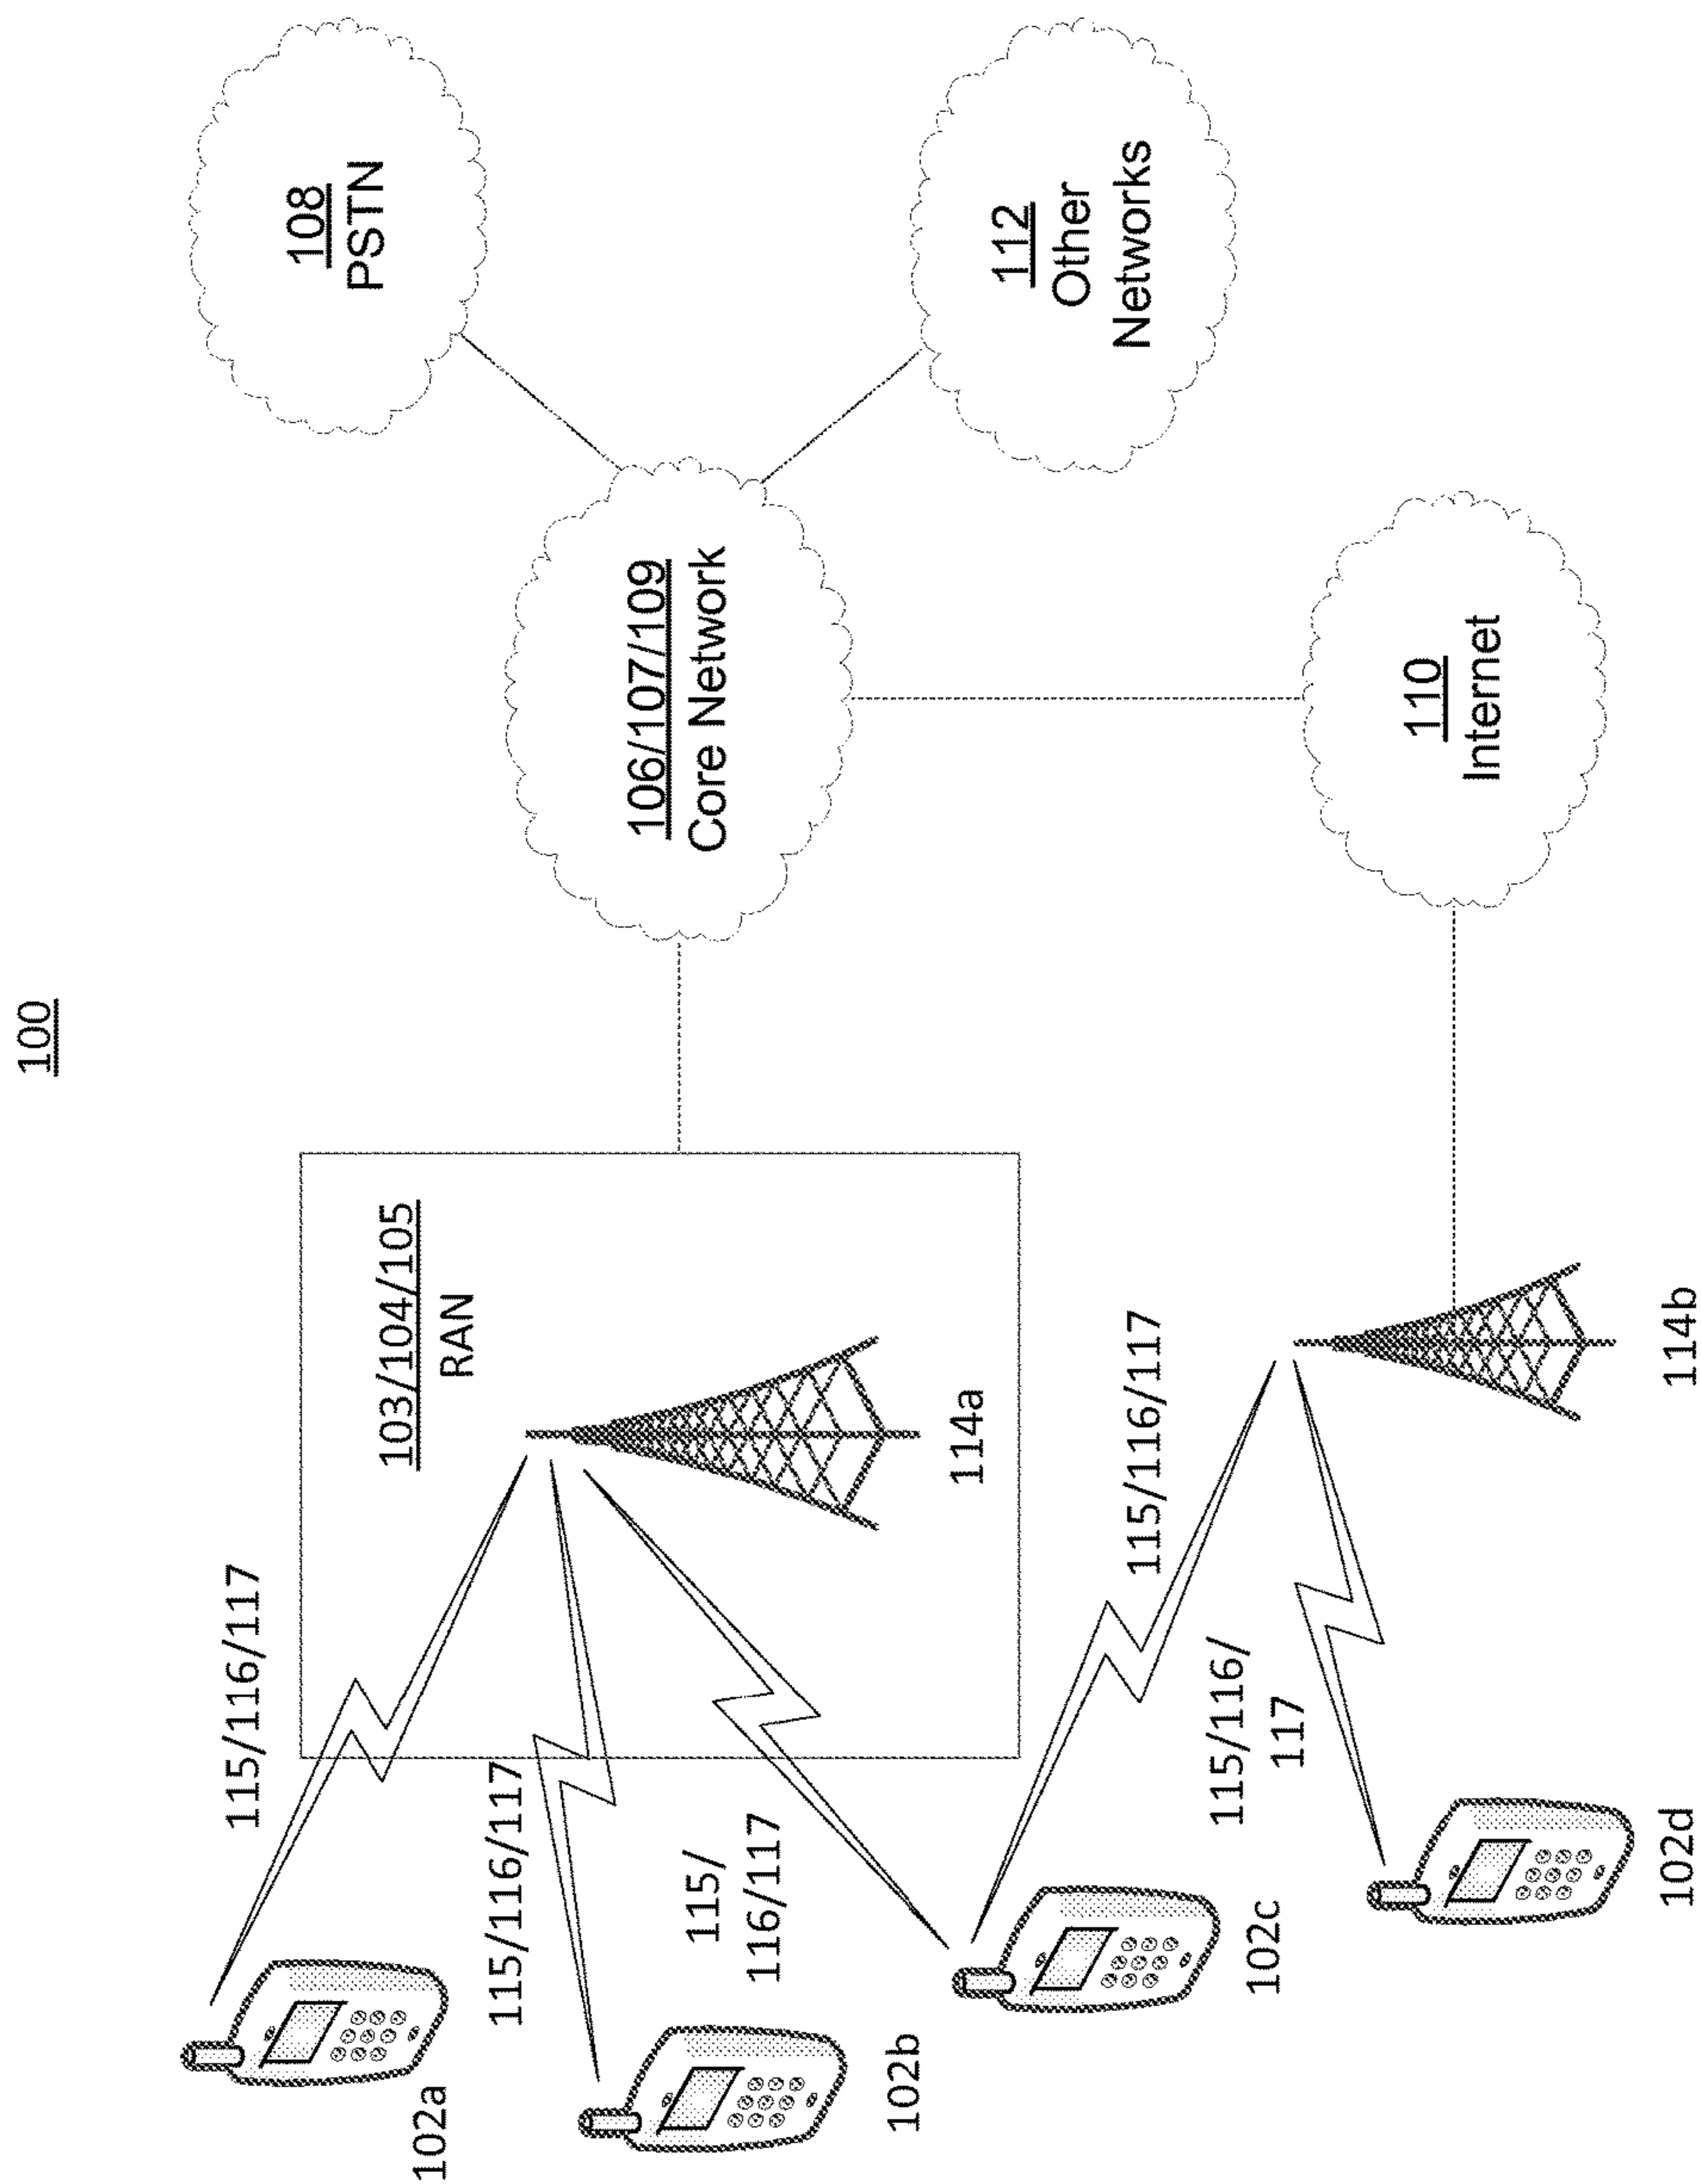 100
103/104/105
RAN
106/107/109
Core Network
108
PSTN
112
Other
Networks
110
Internet
115/116/117
115/116/117
115/
116/117
115/116/117
115/116/
117
114a
114b
102a
102b
102c
102d